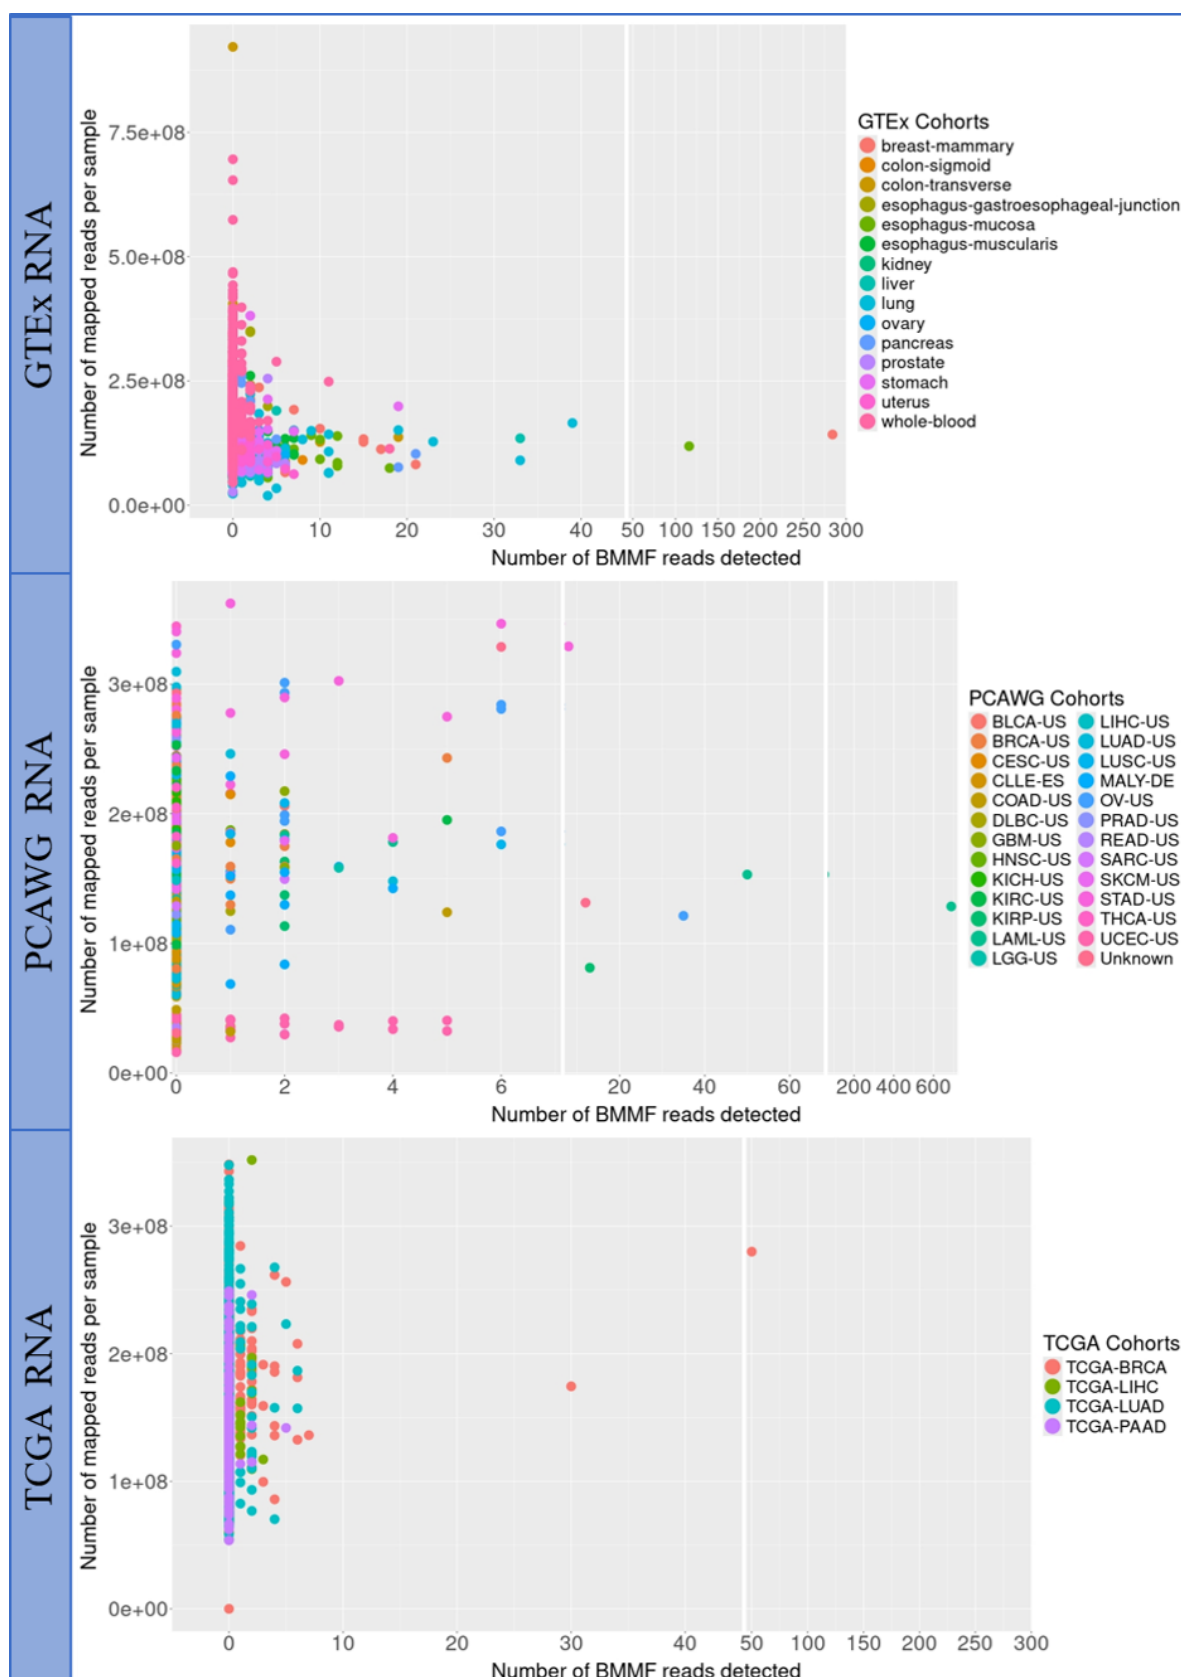 GTEx RNA
Number of mapped reads per sample
7.5e+08
5.0e+08
2.5e+08
0.0e+00
0 10 20 30 40 50 100 150 200 250 300
Number of BMMF reads detected
GTEx Cohorts
breast-mammary
colon-sigmoid
colon-transverse
esophagus-gastroesophageal-junction
esophagus-mucosa
esophagus-muscularis
kidney
liver
lung
ovary
pancreas
prostate
stomach
uterus
whole-blood
PCAWG RNA
Number of mapped reads per sample
3e+08
2e+08
1e+08
0e+00
0 2 4 6 20 40 60 200 400 600
Number of BMMF reads detected
PCAWG Cohorts
BLCA-US LIHC-US
BRCA-US LUAD-US
CESC-US LUSC-US
CLLE-ES MALY-DE
COAD-US OV-US
DLBC-US PRAD-US
GBM-US READ-US
HNSC-US SARC-US
KICH-US SKCM-US
KIRC-US STAD-US
KIRP-US THCA-US
LAML-US UCEC-US
LGG-US Unknown
TCGA RNA
Number of mapped reads per sample
3e+08
2e+08
1e+08
0e+00
0 10 20 30 40 50 100 150 200 250 300
Number of BMMF reads detected
TCGA Cohorts
TCGA-BRCA
TCGA-LIHC
TCGA-LUAD
TCGA-PAAD